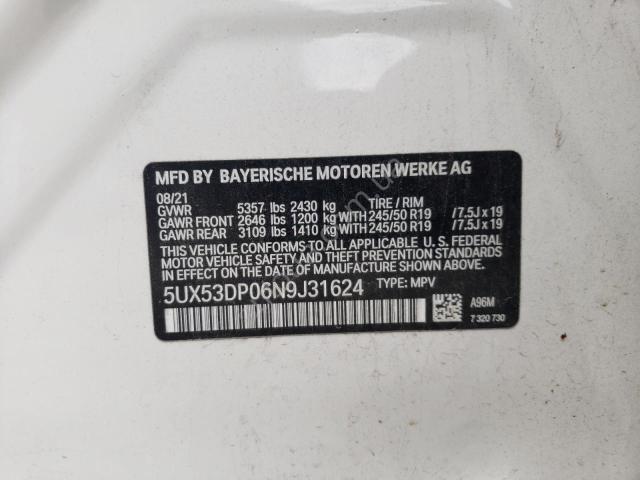 MFD BY BAYERISCHE MOTOREN WERKE AG
08/21
GVWR 5357 lbs 2430 kg TIRE / RIM
GAWR FRONT 2646 lbs 1200 kg WITH 245/50 R19 /7.5J x 19
GAWR REAR 3109 lbs 1410 kg WITH 245/50 R19 /7.5J x 19
THIS VEHICLE CONFORMS TO ALL APPLICABLE U. S. FEDERAL
MOTOR VEHICLE SAFETY AND BUMPER STANDARDS IN
EFFECT ON THE DATE OF MANUFACTURE SHOWN ABOVE.
5UX53DP06N9J31624 TYPE: MPV
A96M
7 320 730